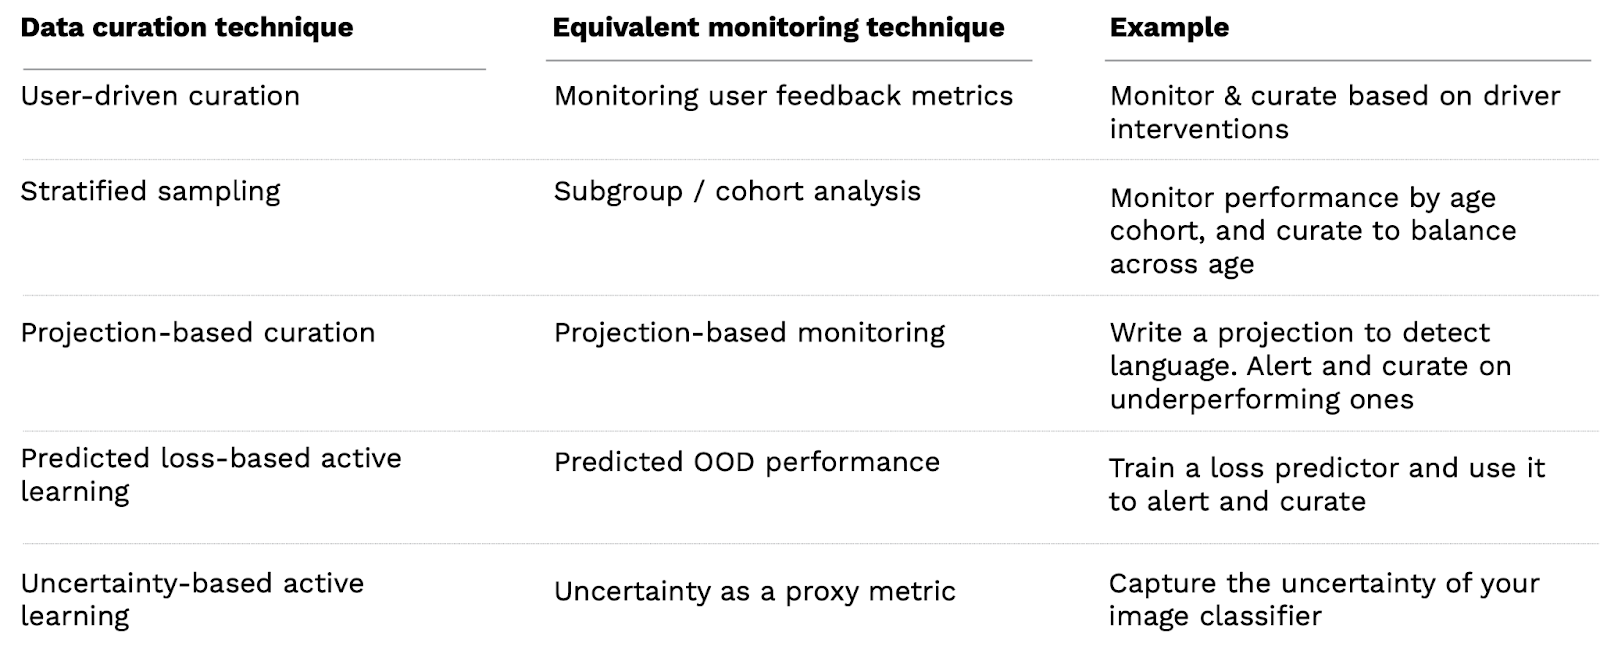 Data curation technique
Equivalent monitoring technique
Example
User-driven curation
Monitoring user feedback metrics
Monitor & curate based on driver
interventions
Stratified sampling
Subgroup / cohort analysis
Monitor performance by age
cohort, and curate to balance
across age
Projection-based curation
Projection-based monitoring
Write a projection to detect
language. Alert and curate on
underperforming ones
Predicted loss-based active
learning
Predicted OOD performance
Train a loss predictor and use it
to alert and curate
Uncertainty-based active
learning
Uncertainty as a proxy metric
Capture the uncertainty of your
image classifier